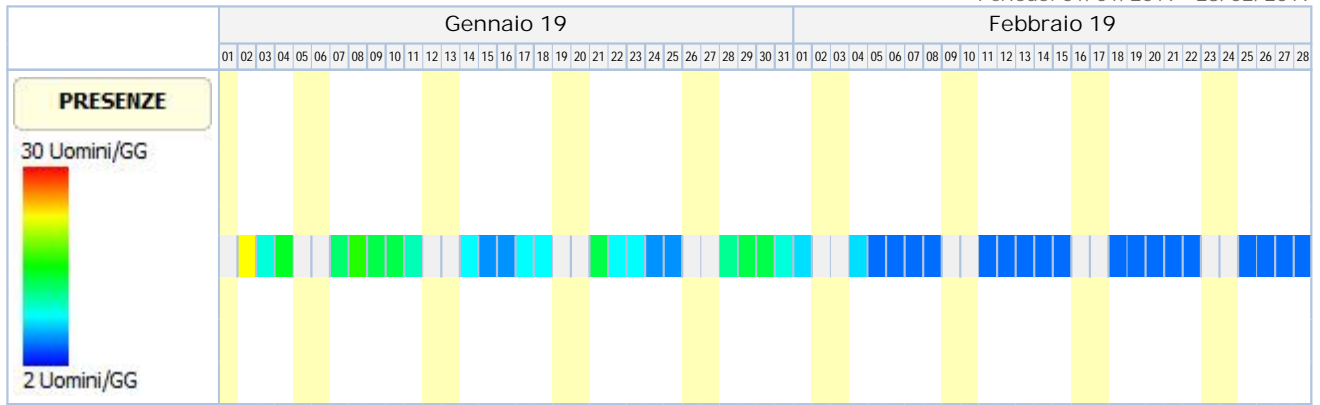 Gennaio 19 Febbraio 19
01 02 03 04 05 06 07 08 09 10 11 12 13 14 15 16 17 18 19 20 21 22 23 24 25 26 27 28 29 30 31 01 02 03 04 05 06 07 08 09 10 11 12 13 14 15 16 17 18 19 20 21 22 23 24 25 26 27 28
PRESENZE
30 Uomini/GG
2 Uomini/GG